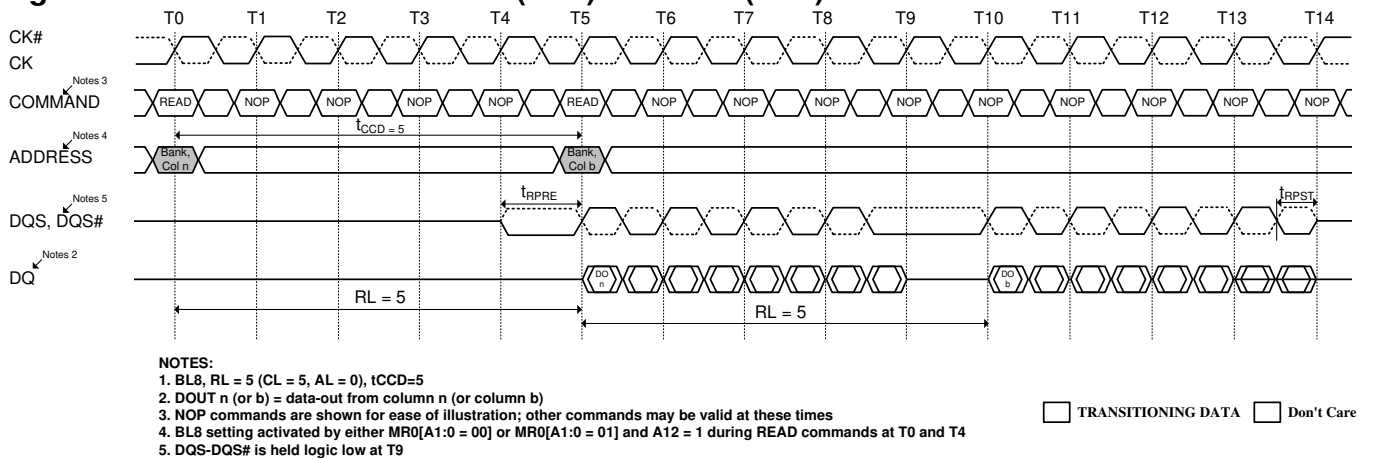 T0 T1 T2 T3 T4 T5 T6 T7 T8 T9 T10 T11 T12 T13 T14
CK#
CK
Notes 3
COMMAND READ NOP NOP NOP NOP READ NOP NOP NOP NOP NOP NOP NOP NOP NOP
tCCD = 5
Notes 4
ADDRESS
Bank,
Col n
Bank,
Col b
Notes 5
DQS, DQS#
tRPRE
tRPST
Notes 2
DQ
DO
n
DO
b
RL = 5
RL = 5
NOTES:
1. BL8, RL = 5 (CL = 5, AL = 0), tCCD=5
2. DOUT n (or b) = data-out from column n (or column b)
3. NOP commands are shown for ease of illustration; other commands may be valid at these times
4. BL8 setting activated by either MR0[A1:0 = 00] or MR0[A1:0 = 01] and A12 = 1 during READ commands at T0 and T4
5. DQS-DQS# is held logic low at T9
TRANSITIONING DATA Don't Care